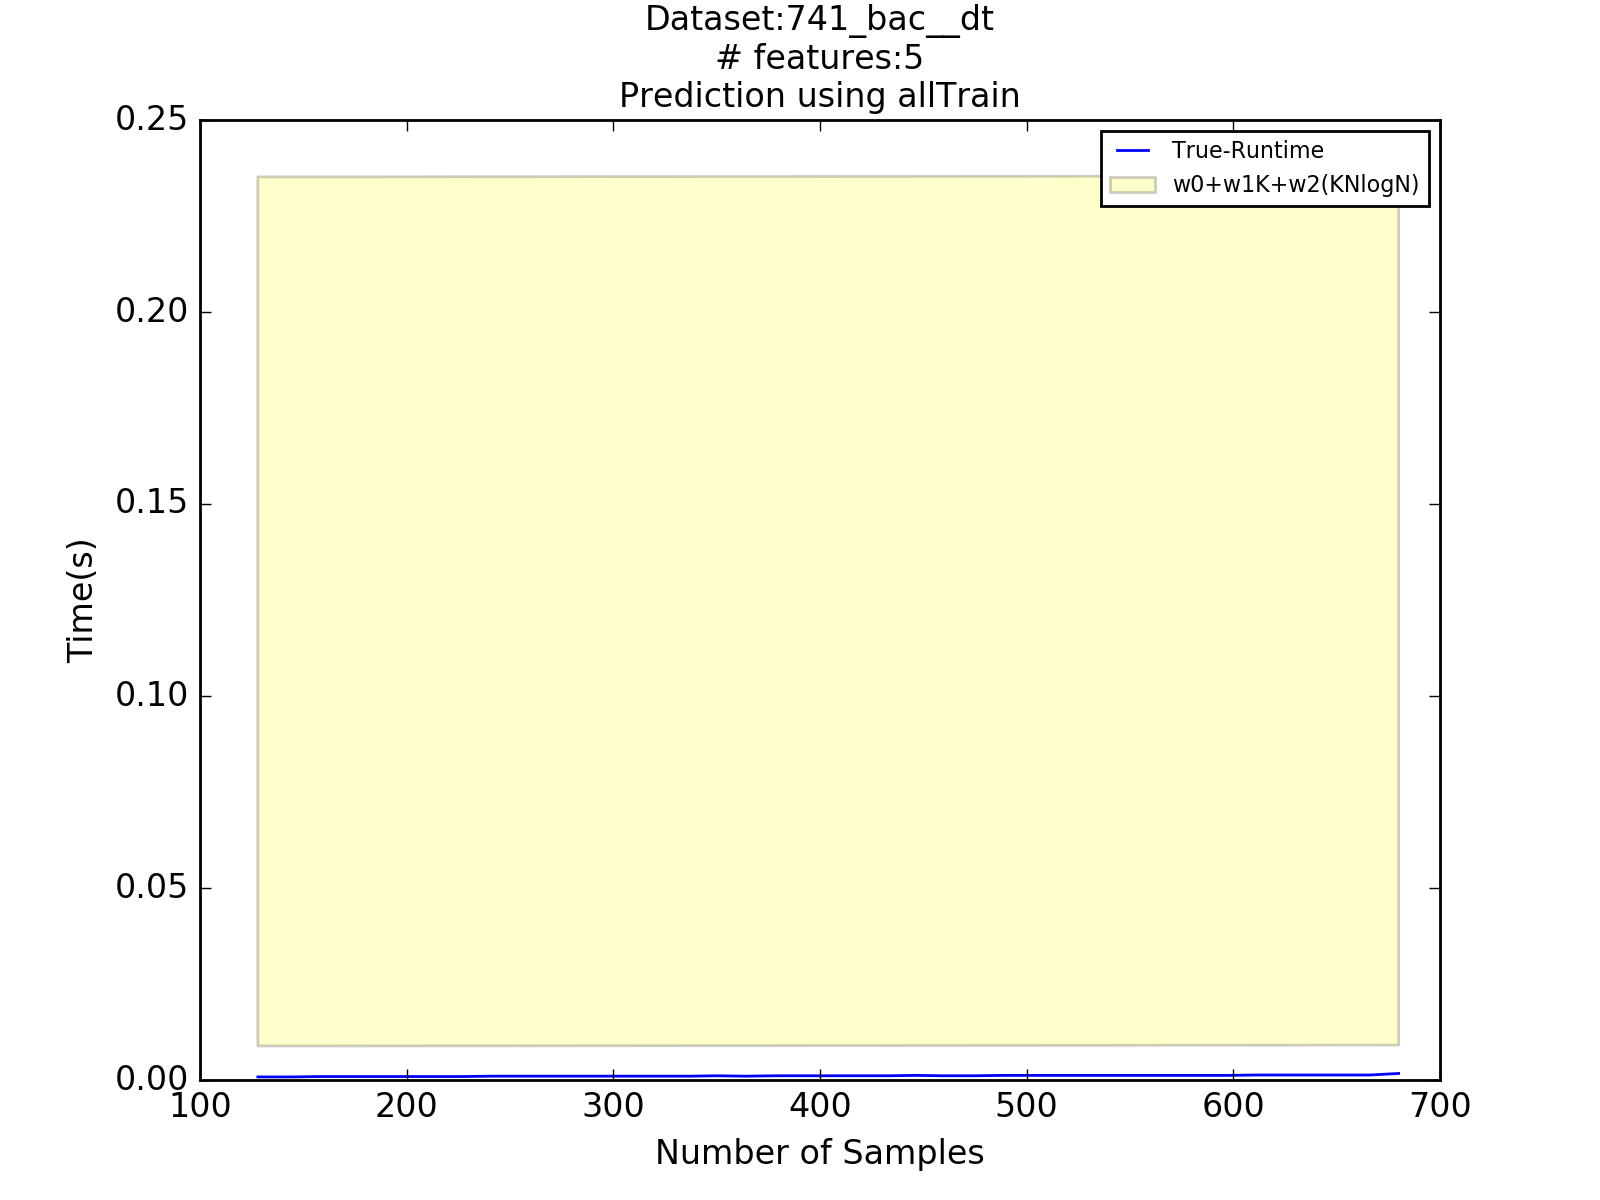 Dataset:741_bac__dt
# features:5
Prediction using allTrain
True-Runtime
w0+w1K+w2(KNlogN)
0.25
0.20
0.15
0.10
0.05
0.00
Time(s)
100 200 300 400 500 600 700
Number of Samples